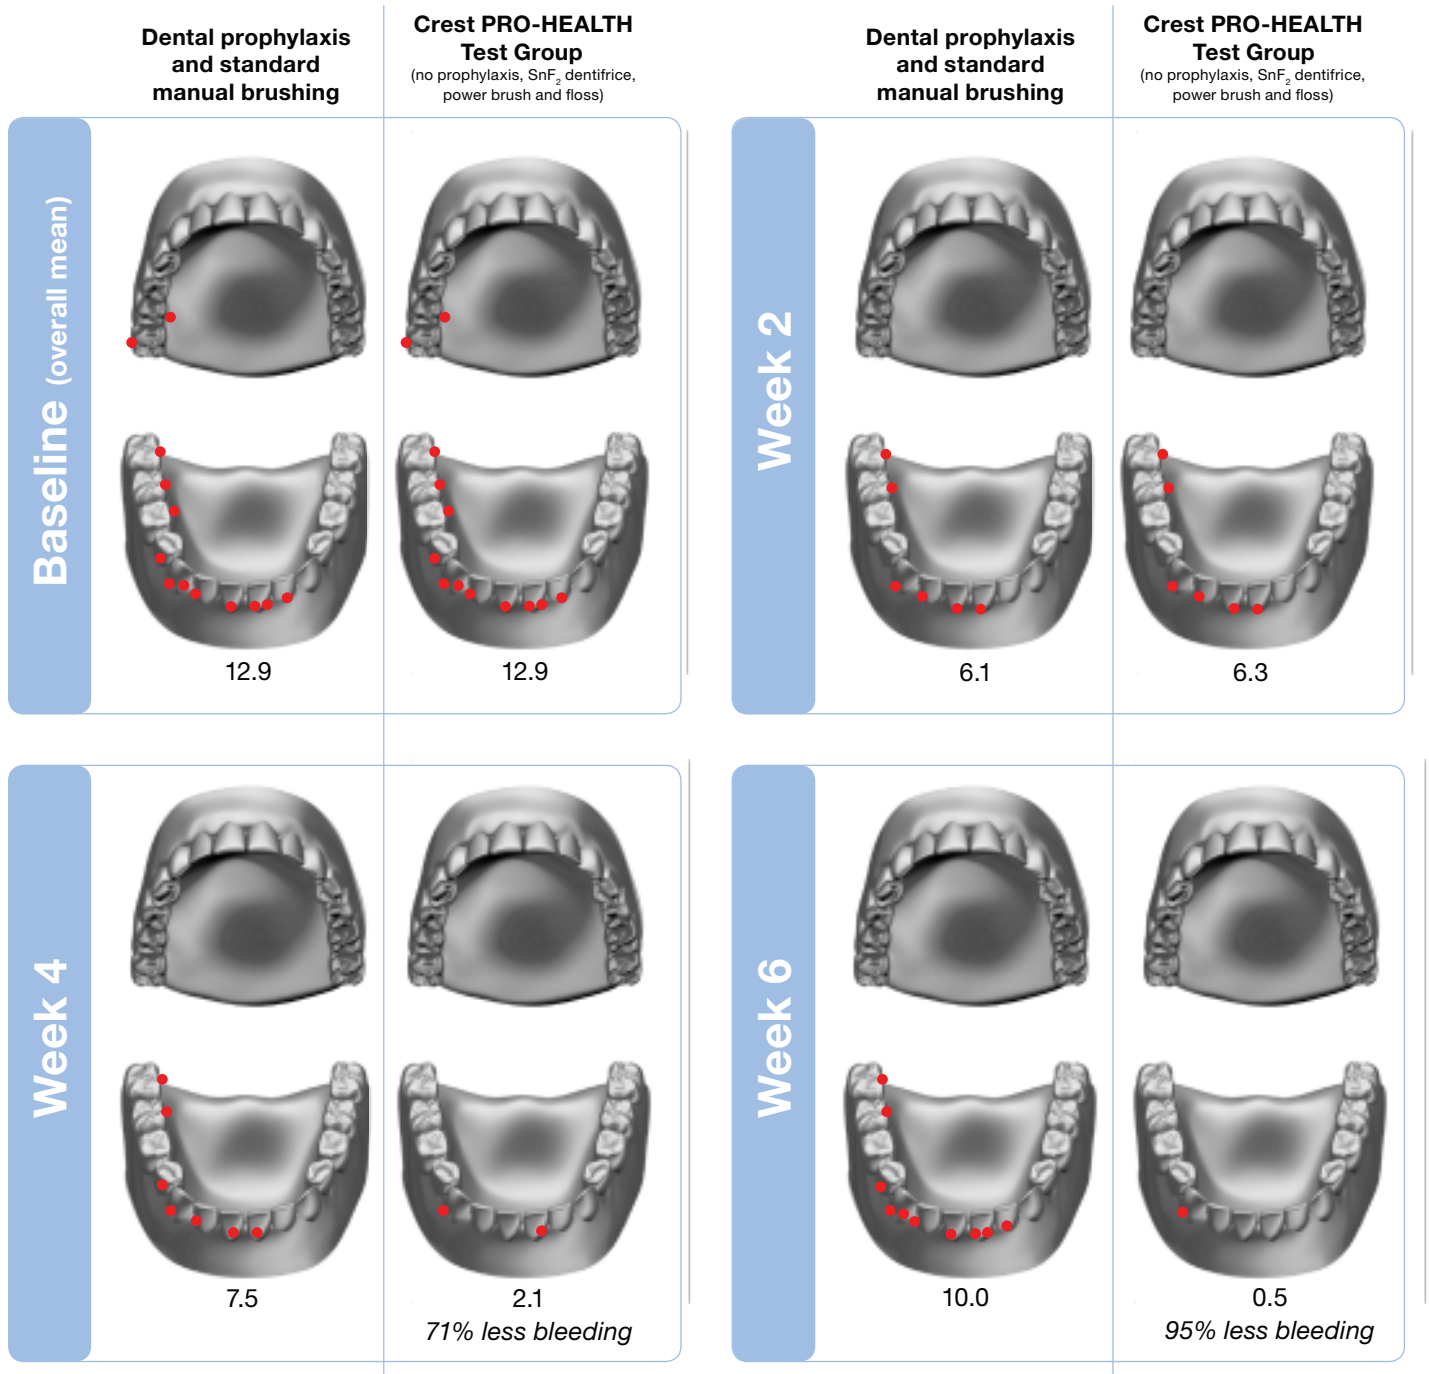 Dental prophylaxis
and standard
manual brushing
Crest PRO-HEALTH
Test Group
(no prophylaxis, SnF₂ dentifrice,
power brush and floss)
Dental prophylaxis
and standard
manual brushing
Crest PRO-HEALTH
Test Group
(no prophylaxis, SnF₂ dentifrice,
power brush and floss)
Baseline (overall mean)
12.9
12.9
Week 2
6.1
6.3
Week 4
7.5
2.1
71% less bleeding
Week 6
10.0
0.5
95% less bleeding